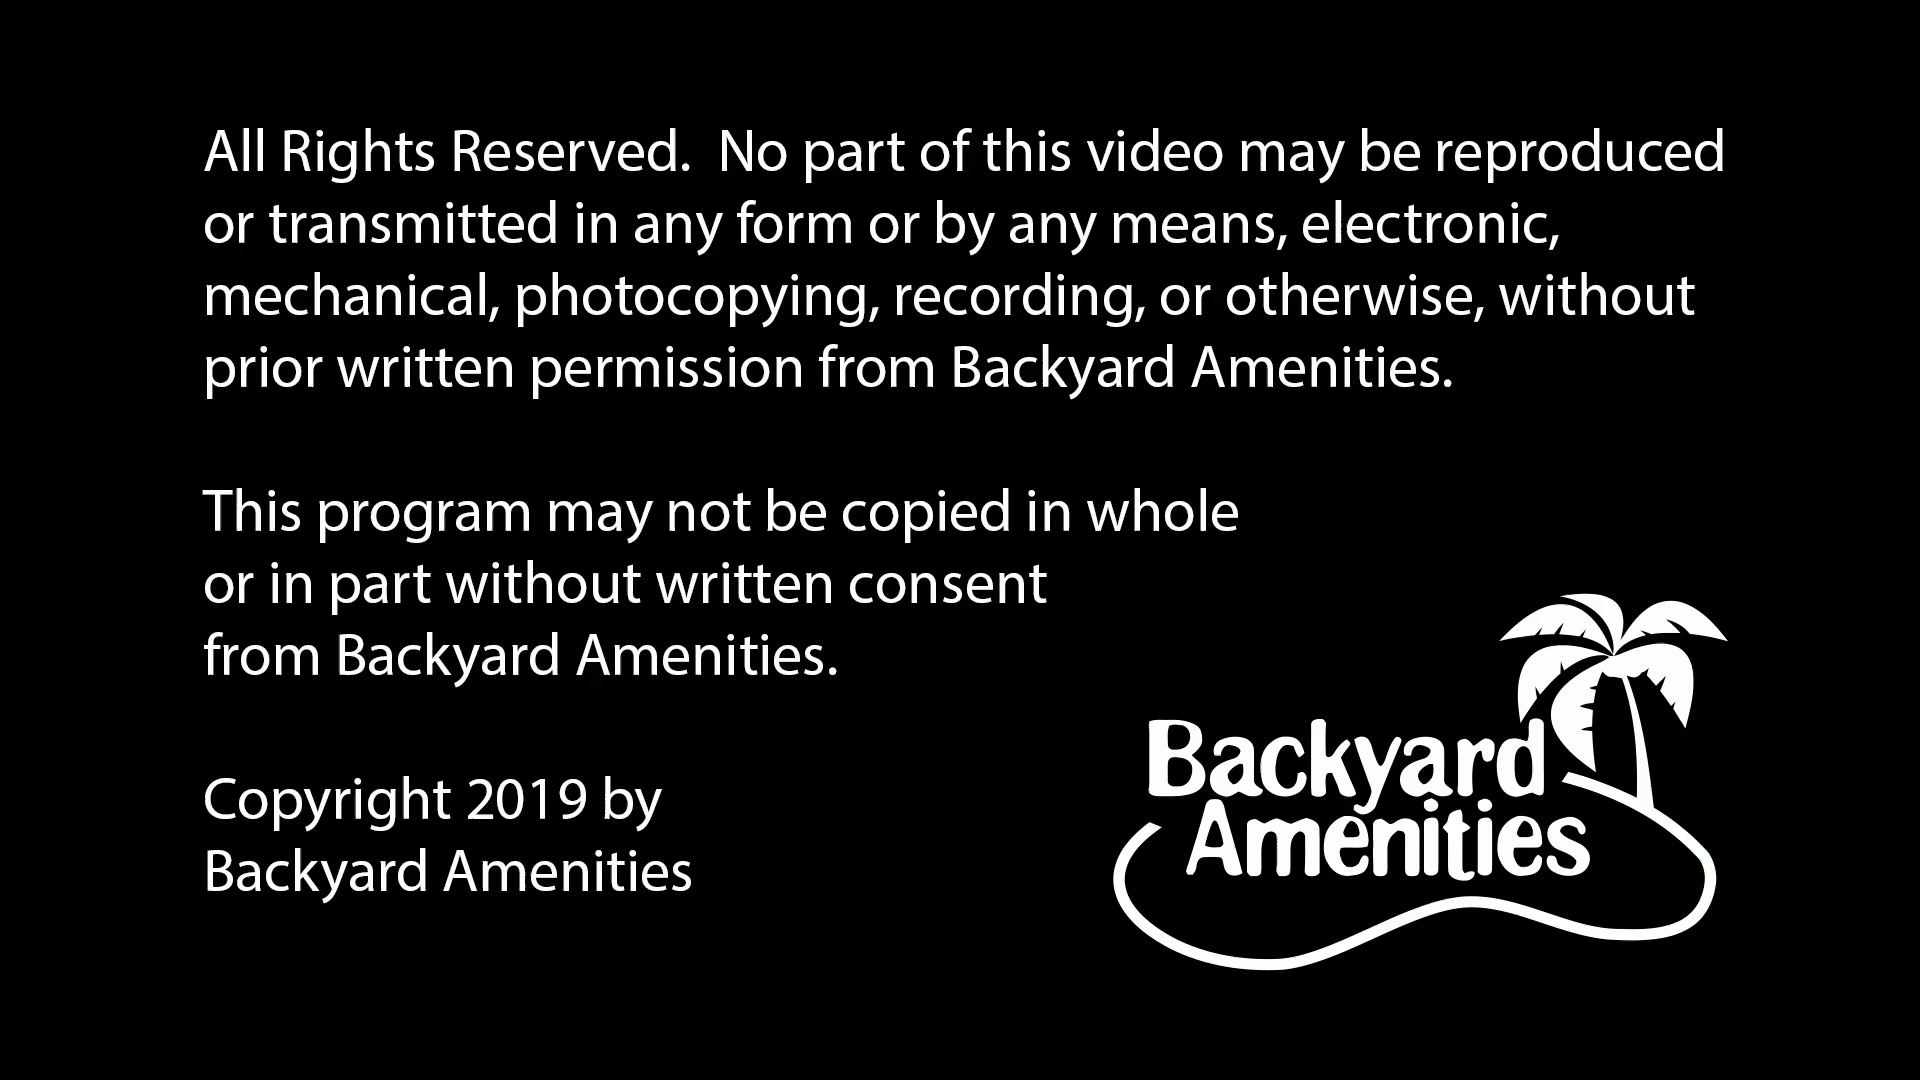 All Rights Reserved.  No part of this video may be reproduced
or transmitted in any form or by any means, electronic,
mechanical, photocopying, recording, or otherwise, without
prior written permission from Backyard Amenities.
This program may not be copied in whole
or in part without written consent
from Backyard Amenities.
Copyright 2019 by
Backyard Amenities
Backyard
Amenities